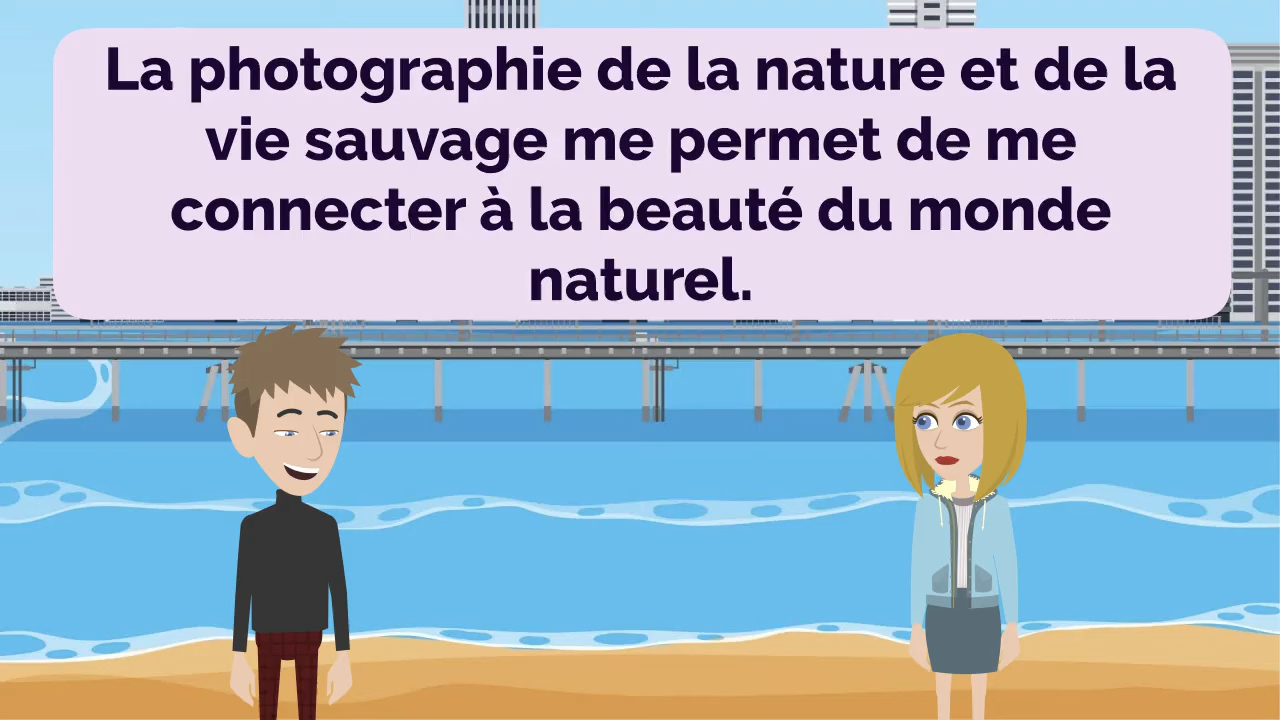 La photographie de la nature et de la
vie sauvage me permet de me
connecter à la beauté du monde
naturel.